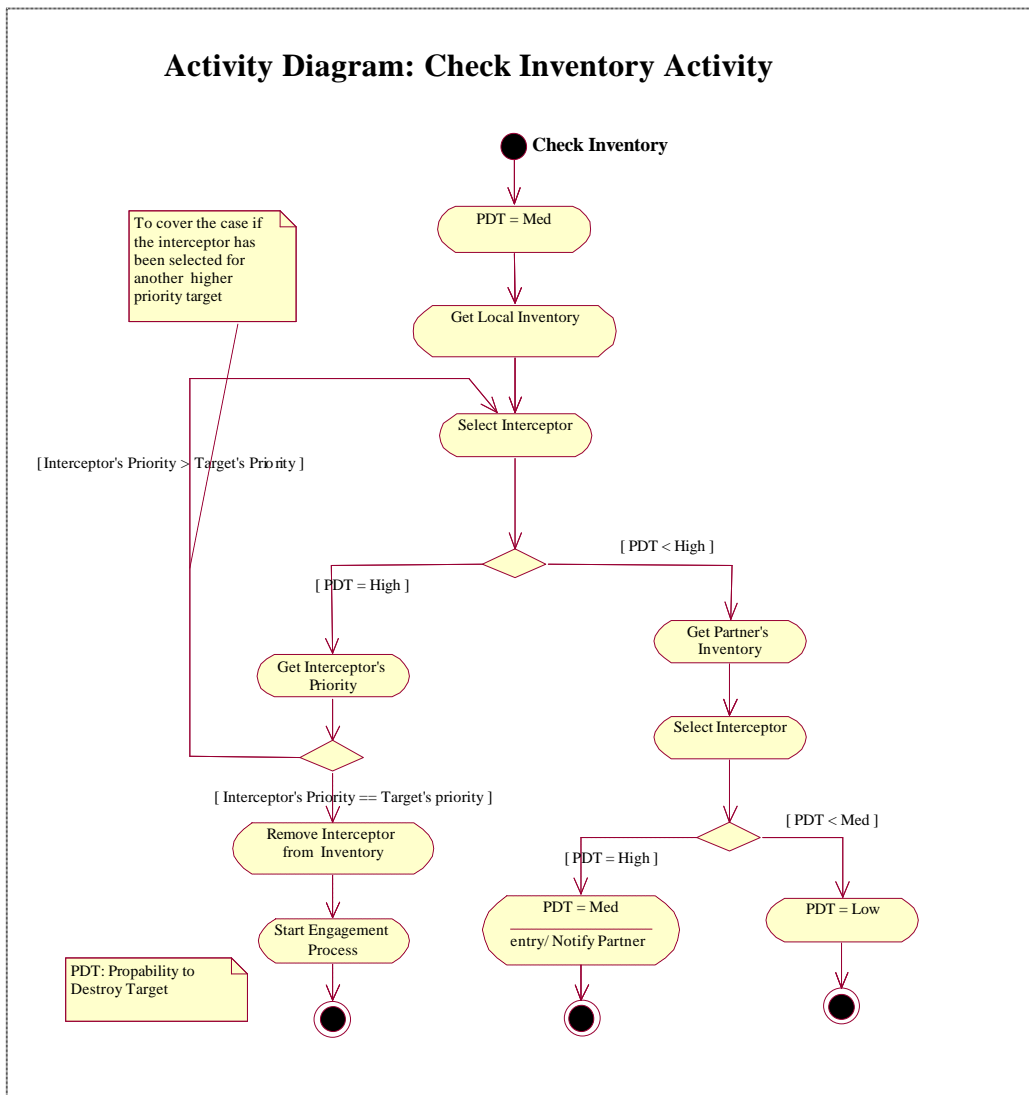 Activity Diagram: Check Inventory Activity
Check Inventory
PDT = Med
To cover the case if
the interceptor has
been selected for
another higher
priority target
Get Local Inventory
Select Interceptor
[ Interceptor's Priority > Target's Priority ]
[ PDT < High ]
[ PDT = High ]
Get Partner's
Inventory
Get Interceptor's
Priority
Select Interceptor
[ Interceptor's Priority == Target's priority ]
[ PDT < Med ]
Remove Interceptor
from Inventory
[ PDT = High ]
PDT = Med
entry/ Notify Partner
PDT = Low
Start Engagement
Process
PDT: Propability to
Destroy Target